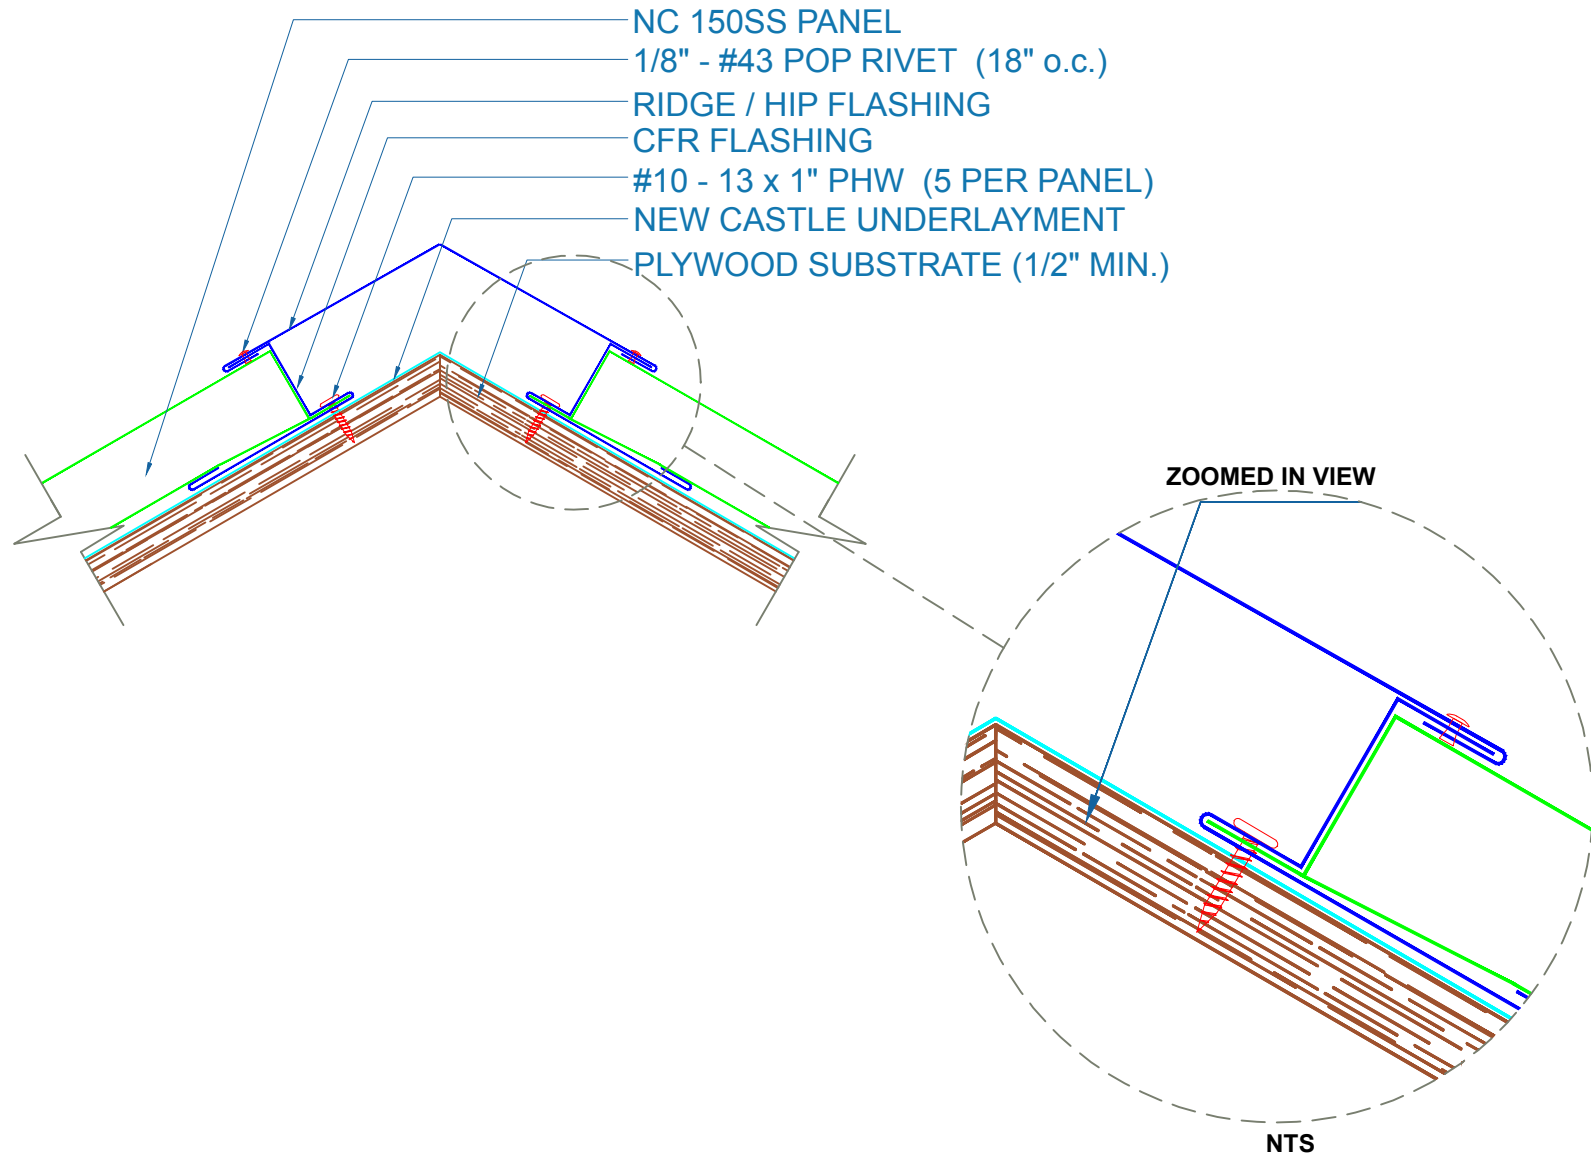 NC 150SS PANEL
1/8" - #43 POP RIVET (18" o.c.)
RIDGE / HIP FLASHING
CFR FLASHING
#10 - 13 x 1" PHW (5 PER PANEL)
NEW CASTLE UNDERLAYMENT
PLYWOOD SUBSTRATE (1/2" MIN.)
ZOOMED IN VIEW
NTS